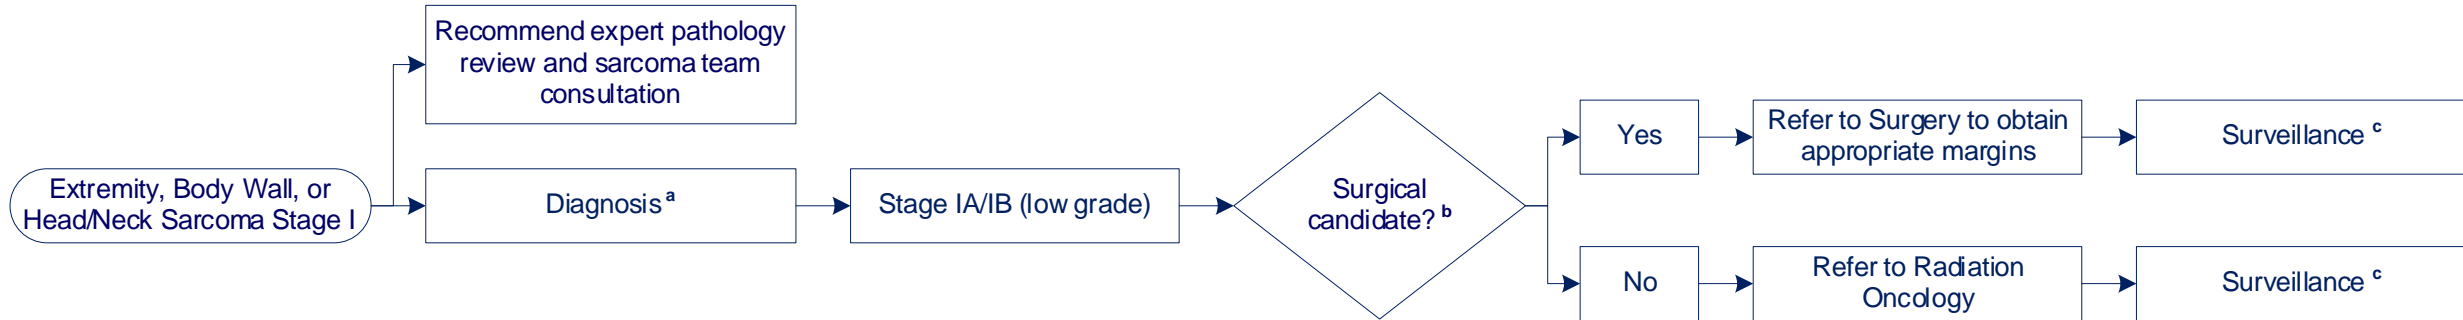 Recommend expert pathology
review and sarcoma team
consultation
Extremity, Body Wall, or
Head/Neck Sarcoma Stage I
Diagnosis a
Stage IA/IB (low grade)
Surgical
candidate? b
Yes
Refer to Surgery to obtain
appropriate margins
Surveillance c
No
Refer to Radiation
Oncology
Surveillance c